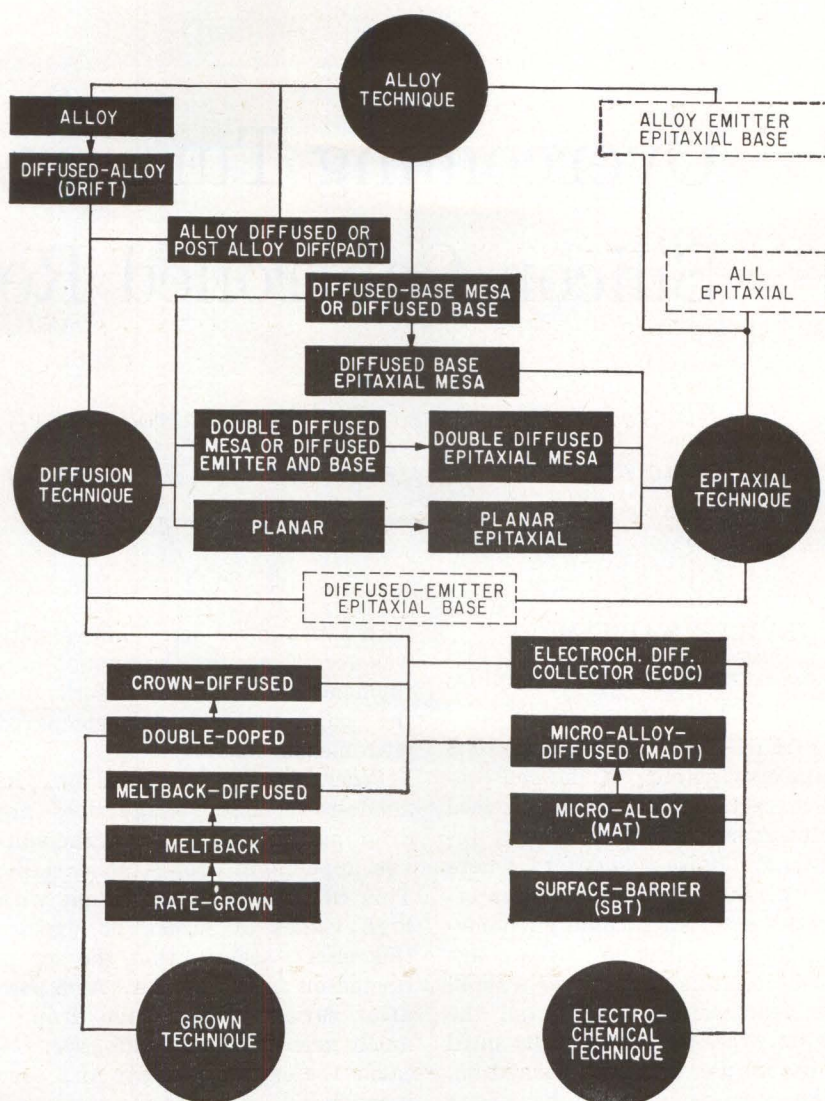 ALLOY
TECHNIQUE
ALLOY
DIFFUSED-ALLOY
(DRIFT)
ALLOY EMITTER
EPITAXIAL BASE
ALLOY DIFFUSED OR
POST ALLOY DIFF(PADT)
ALL
EPITAXIAL
DIFFUSED-BASE MESA
OR DIFFUSED BASE
DIFFUSED BASE
EPITAXIAL MESA
DIFFUSION
TECHNIQUE
DOUBLE DIFFUSED
MESA OR DIFFUSED
EMITTER AND BASE
DOUBLE DIFFUSED
EPITAXIAL MESA
EPITAXIAL
TECHNIQUE
PLANAR
PLANAR
EPITAXIAL
DIFFUSED-EMITTER
EPITAXIAL BASE
CROWN-DIFFUSED
DOUBLE-DOPED
MELTBACK-DIFFUSED
MELTBACK
RATE-GROWN
ELECTROCH. DIFF.
COLLECTOR (ECDC)
MICRO-ALLOY-
DIFFUSED (MADT)
MICRO-ALLOY
(MAT)
SURFACE-BARRIER
(SBT)
GROWN
TECHNIQUE
ELECTRO-
CHEMICAL
TECHNIQUE